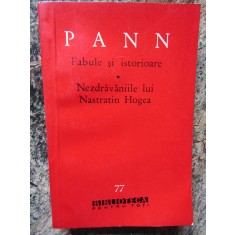 PANN
Fabule și istorioare
Nezdrăvăniile lui
Nastratin Hogea
77
BIBLIOTECA
PENTRU TOȚI